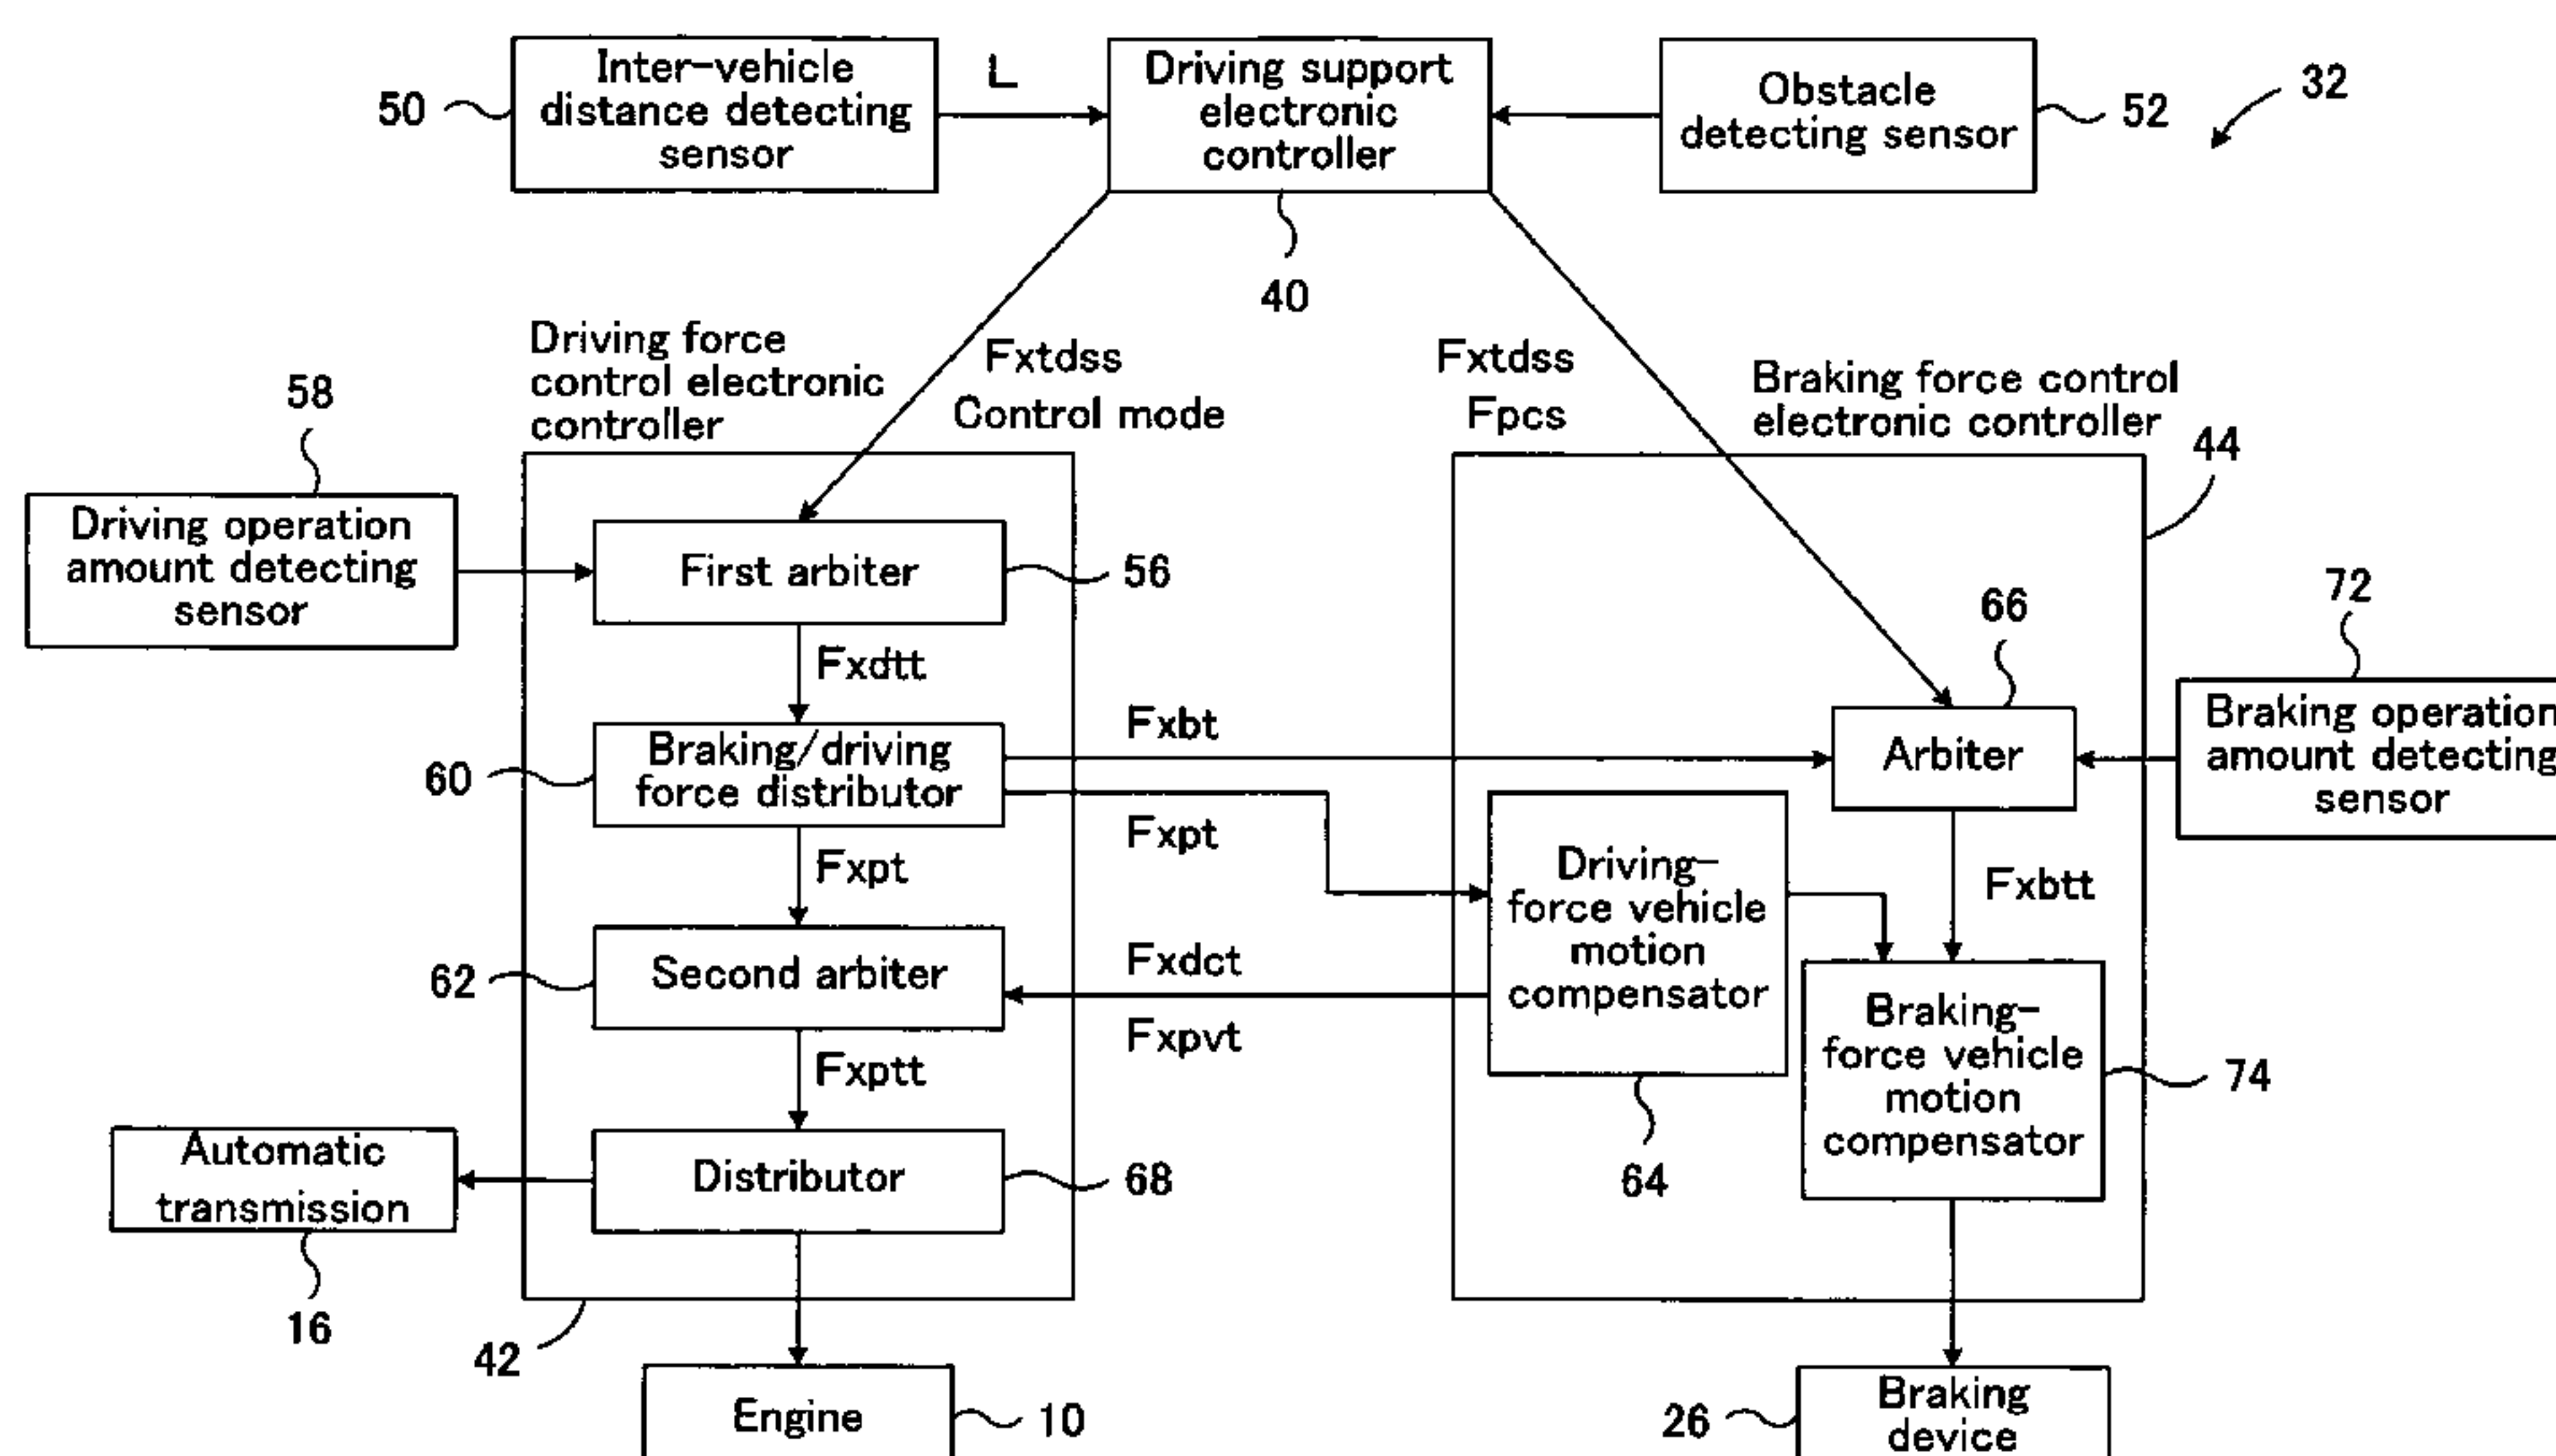 Inter-vehicle
distance detecting
sensor
50
L
Driving support
electronic
controller
40
Obstacle
detecting sensor
52
32
Driving force
control electronic
controller
Fxtdss
Control mode
Fxtdss
Fpcs
Braking force control
electronic controller
44
58
Driving operation
amount detecting
sensor
First arbiter
56
Fxdtt
66
72
Braking/driving
force distributor
60
Fxbt
Arbiter
Braking operation
amount detecting
sensor
Fxpt
Fxpt
Driving-
force vehicle
motion
compensator
Fxbtt
62
Second arbiter
Fxdct
Fxpvt
Braking-
force vehicle
motion
compensator
74
Fxptt
64
Automatic
transmission
16
Distributor
68
42
Engine
10
26
Braking
device